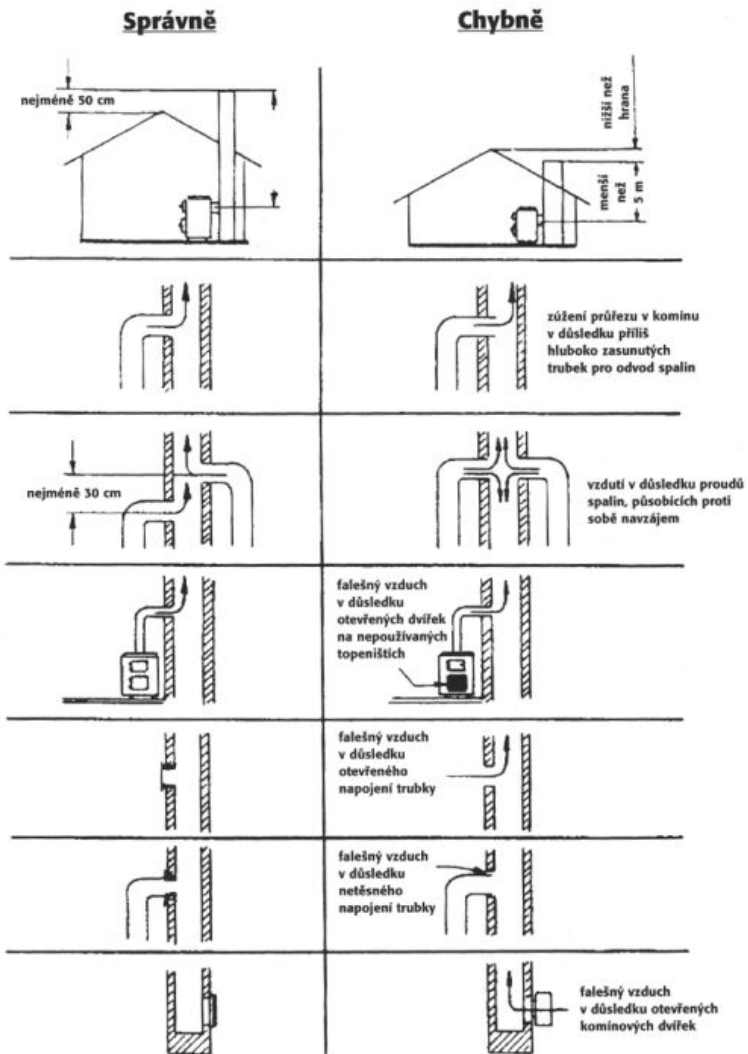 Správně
Chybně
nejméně 50 cm
nižší než
hrana
menší
než
5 m
zúžení průřezu v komínu
v důsledku příliš
hluboko zasunutých
trubek pro odvod spalin
nejméně 30 cm
vzdutí v důsledku proudů
spalin, působících proti
sobě navzájem
falešný vzduch
v důsledku
otevřených dvířek
na nepoužívaných
topeništích
falešný vzduch
v důsledku
otevřeného
napojení trubky
falešný vzduch
v důsledku
netěsného
napojení trubky
falešný vzduch
v důsledku otevřených
komínových dvířek